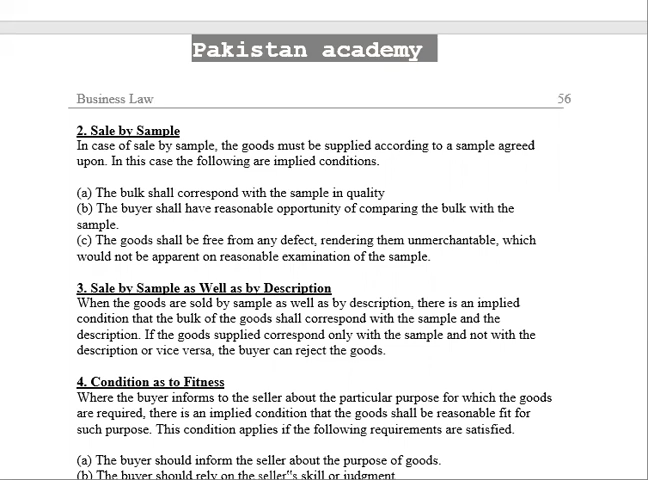 Pakistan academy
Business Law 56
2. Sale by Sample
In case of sale by sample, the goods must be supplied according to a sample agreed
upon. In this case the following are implied conditions.
(a) The bulk shall correspond with the sample in quality
(b) The buyer shall have reasonable opportunity of comparing the bulk with the
sample.
(c) The goods shall be free from any defect, rendering them unmerchantable, which
would not be apparent on reasonable examination of the sample.
3. Sale by Sample as Well as by Description
When the goods are sold by sample as well as by description, there is an implied
condition that the bulk of the goods shall correspond with the sample and the
description. If the goods supplied correspond only with the sample and not with the
description or vice versa, the buyer can reject the goods.
4. Condition as to Fitness
Where the buyer informs to the seller about the particular purpose for which the goods
are required, there is an implied condition that the goods shall be reasonable fit for
such purpose. This condition applies if the following requirements are satisfied.
(a) The buyer should inform the seller about the purpose of goods.
(b) The buyer should rely on the seller‟s skill or judgment